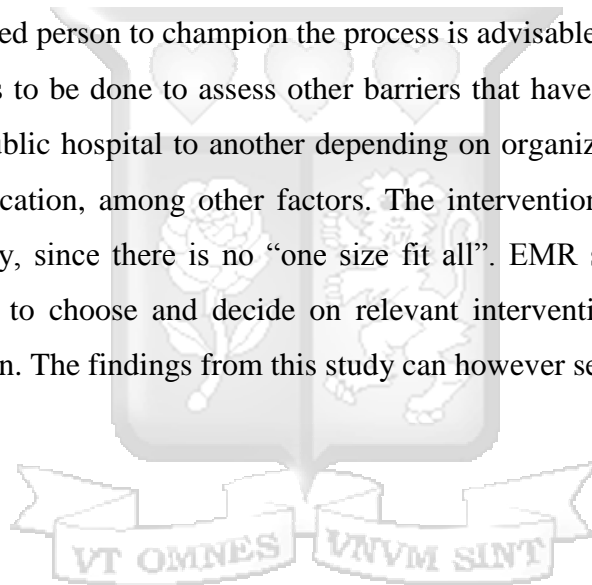 ed person to champion the process is advisable
s to be done to assess other barriers that have
ublic hospital to another depending on organiz
cation, among other factors. The intervention
y, since there is no “one size fit all”. EMR s
to choose and decide on relevant interventi
n. The findings from this study can however se
VT OMNES VNVM SINT